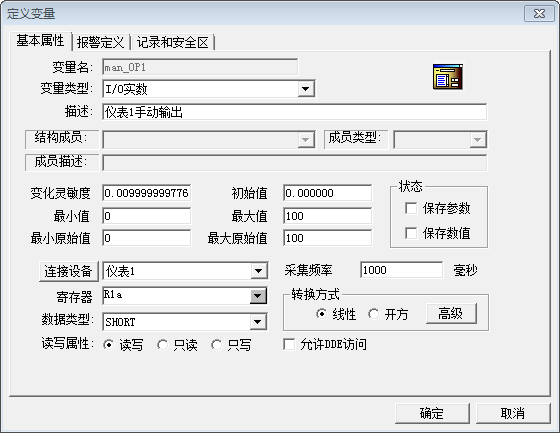 定义变量
基本属性 报警定义 记录和安全区
变量名: man_OP1
变量类型: I/O实数
描述: 仪表1手动输出
结构成员: 成员类型:
成员描述:
变化灵敏度 0.009999999776 初始值 0.000000 状态
最小值 0 最大值 100 保存参数
最小原始值 0 最大原始值 100 保存数值
连接设备 仪表1 采集频率 1000 毫秒
寄存器 R1a 转换方式
数据类型: SHORT 线性 开方 高级
读写属性: 读写 只读 只写 允许DDE访问
确定 取消